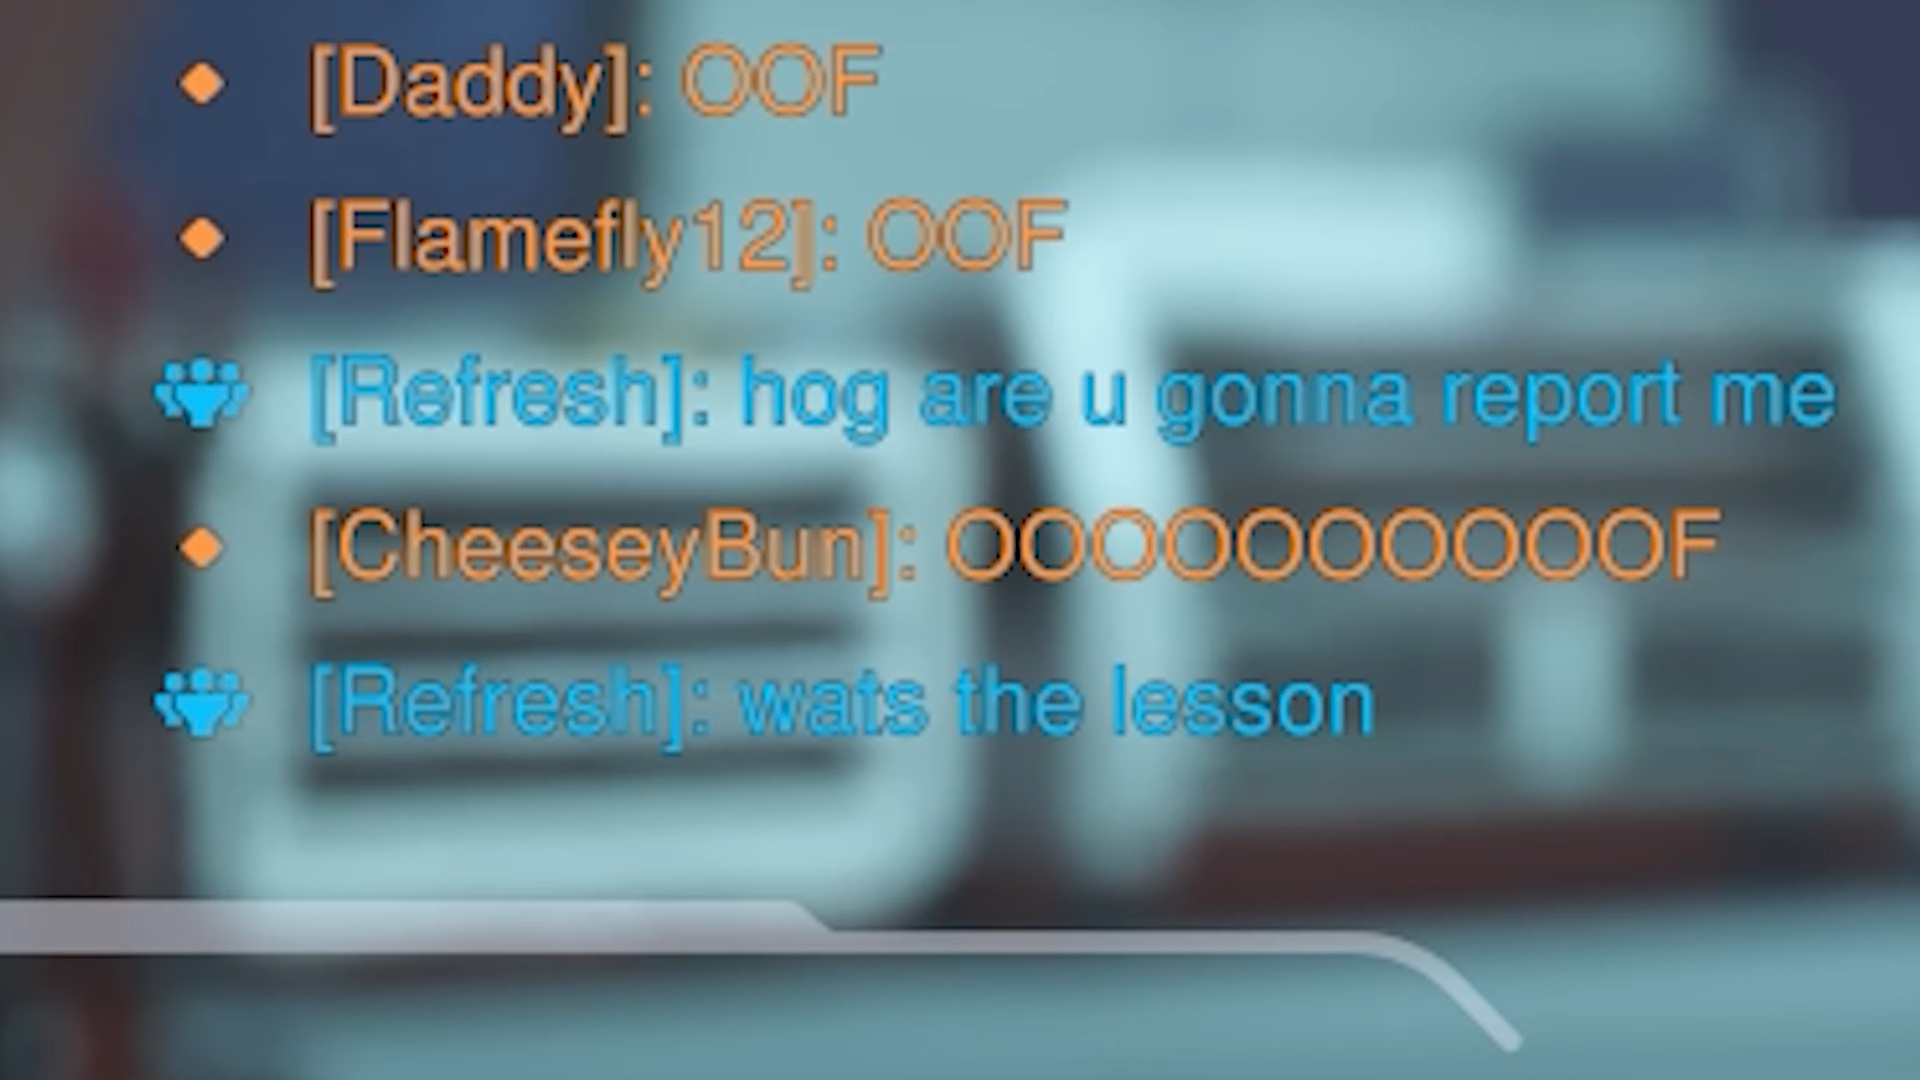 [Daddy]: OOF
[Flamefly12]: OOF
[Refresh]: hog are u gonna report me
[CheeseyBun]: OOOOOOOOOOF
[Refresh]: wats the lesson